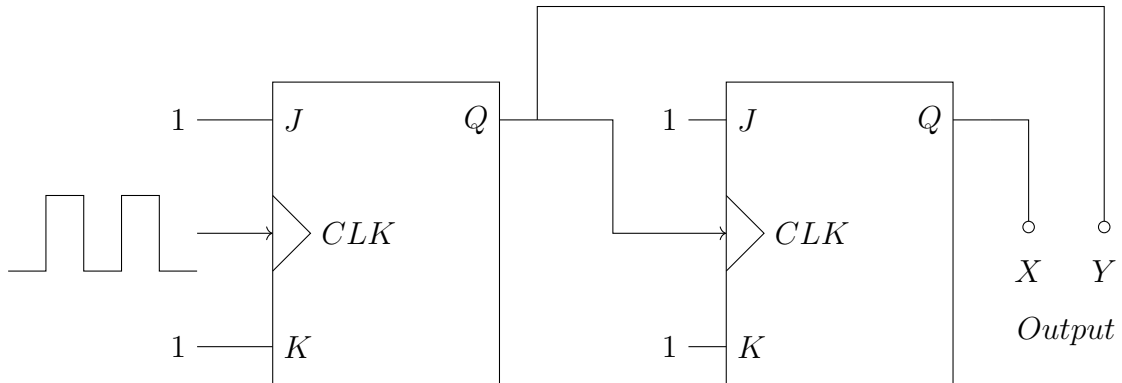 1 J Q 1 J Q
CLK CLK
X Y
Output
1 K 1 K